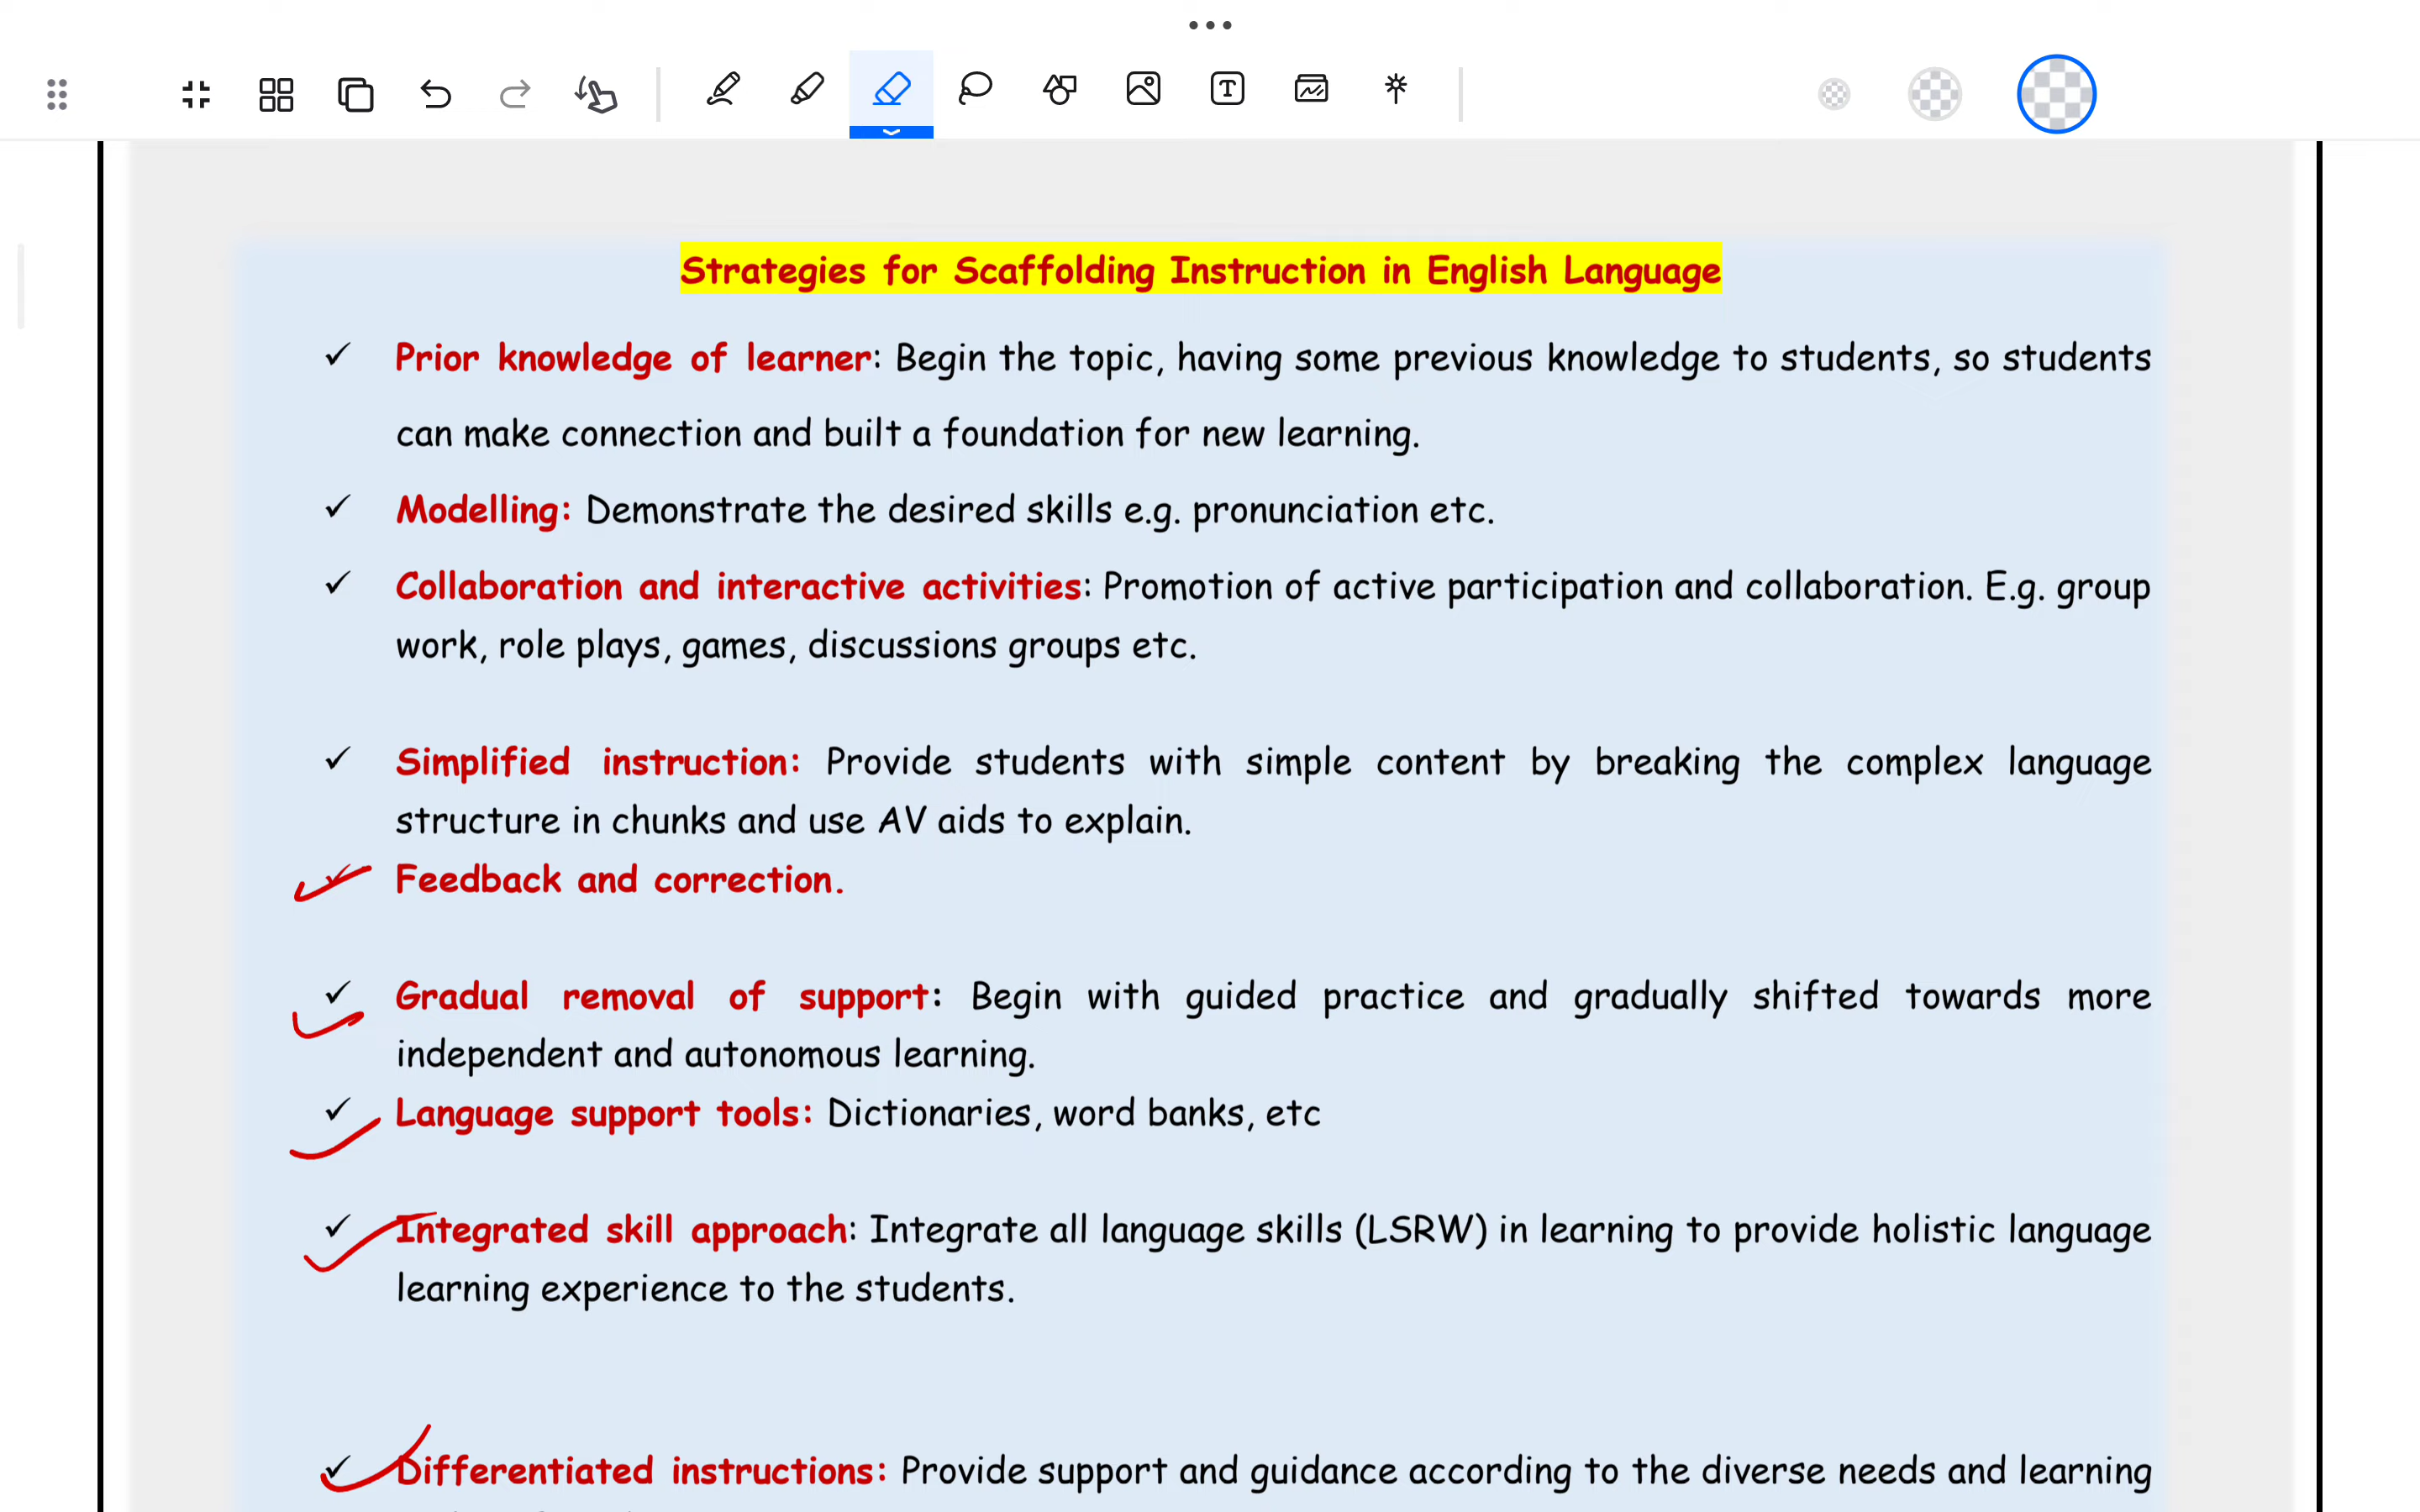 Strategies for Scaffolding Instruction in English Language
✓ Prior knowledge of learner: Begin the topic, having some previous knowledge to students, so students
can make connection and built a foundation for new learning.
✓ Modelling: Demonstrate the desired skills e.g. pronunciation etc.
✓ Collaboration and interactive activities: Promotion of active participation and collaboration. E.g. group
work, role plays, games, discussions groups etc.
✓ Simplified instruction: Provide students with simple content by breaking the complex language
structure in chunks and use AV aids to explain.
✓ Feedback and correction.
✓ Gradual removal of support: Begin with guided practice and gradually shifted towards more
independent and autonomous learning.
✓ Language support tools: Dictionaries, word banks, etc
✓ Integrated skill approach: Integrate all language skills (LSRW) in learning to provide holistic language
learning experience to the students.
✓ Differentiated instructions: Provide support and guidance according to the diverse needs and learning